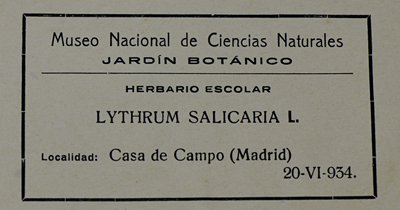 Museo Nacional de Ciencias Naturales
JARDÍN BOTÁNICO
HERBARIO ESCOLAR
LYTHRUM SALICARIA L.
Localidad: Casa de Campo (Madrid)
20-VI-934.